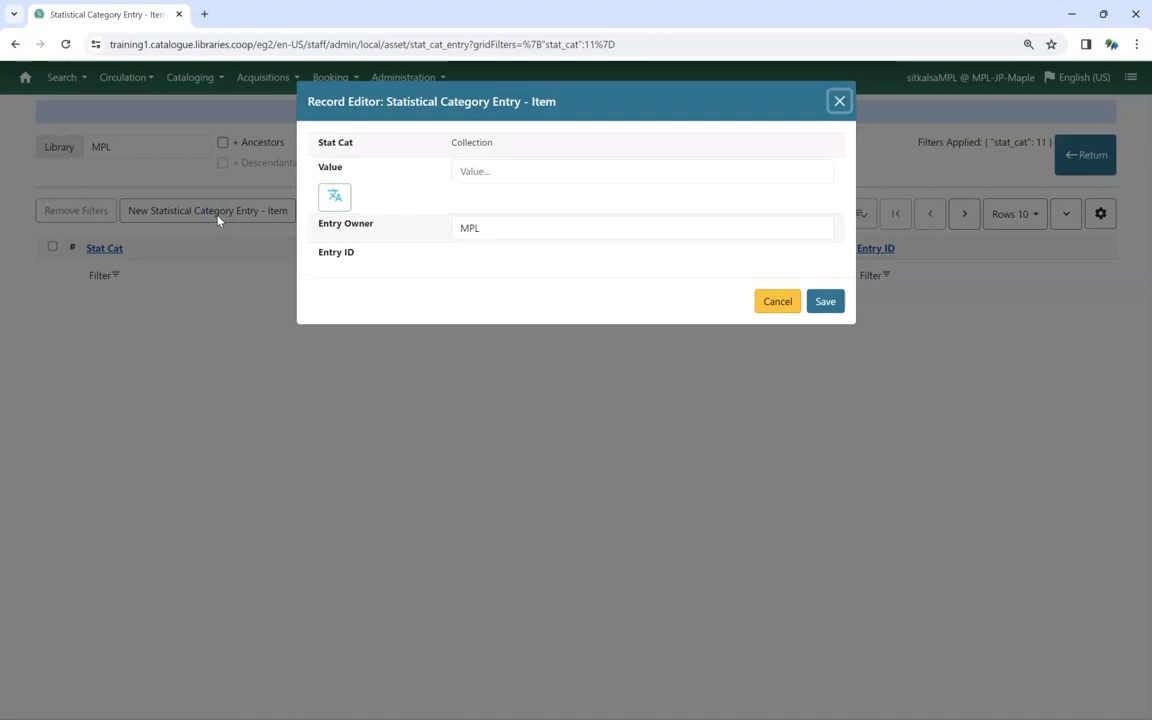 Statistical Category Entry - Item
training1.catalogue.libraries.coop/eg2/en-US/staff/admin/local/asset/stat_cat_entry?gridFilters=%7B"stat_cat":11%7D
Search Circulation Cataloging Acquisitions Booking Administration sitkalsaMPL @ MPL-JP-Maple English (US)
Record Editor: Statistical Category Entry - Item
Library MPL + Ancestors
+ Descendants
Filters Applied: { "stat_cat": 11 }
Return
Stat Cat Collection
Value Value...
Remove Filters New Statistical Category Entry - Item Rows 10
Entry Owner MPL
# Stat Cat Entry ID
Entry ID
Filter Filter
Cancel Save